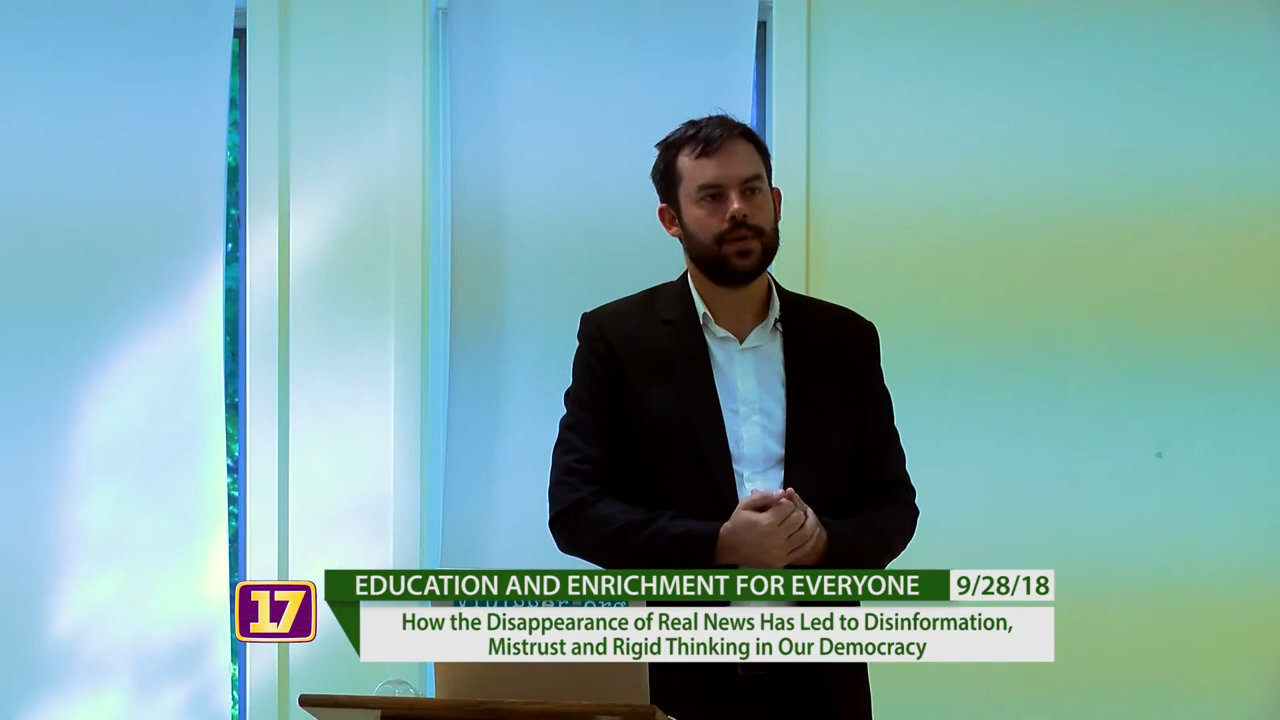 EDUCATION AND ENRICHMENT FOR EVERYONE 9/28/18
17
How the Disappearance of Real News Has Led to Disinformation,
Mistrust and Rigid Thinking in Our Democracy